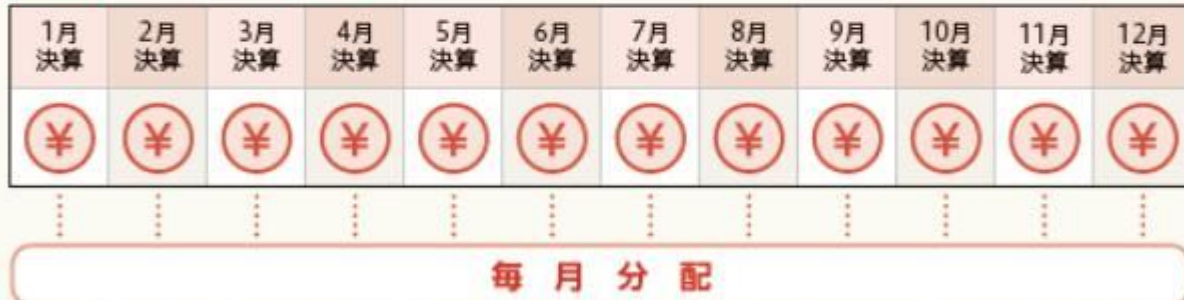 1月 2月 3月 4月 5月 6月 7月 8月 9月 10月 11月 12月
決算 決算 決算 決算 決算 決算 決算 決算 決算 決算 決算 決算
¥ ¥ ¥ ¥ ¥ ¥ ¥ ¥ ¥ ¥ ¥ ¥
毎月分配